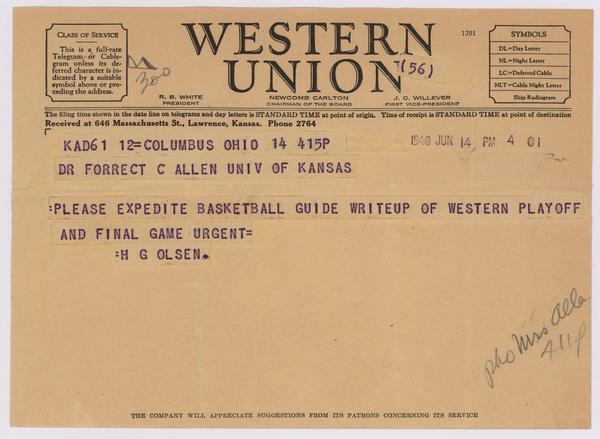 CLASS OF SERVICE
This is a full-rate
Telegram or Cable-
gram unless its de-
ferred character is
indicated by a suitable
symbol above or pre-
ceding the address.
300
WESTERN
UNION
(56)
1201
R. B. WHITE
PRESIDENT
NEWCOMB CARLTON
CHAIRMAN OF THE BOARD
J. C. WILLEVER
FIRST VICE-PRESIDENT
SYMBOLS
DL = Day Letter
NL = Night Letter
LC = Deferred Cable
NLT = Cable Night Letter
Ship Radiogram
The filing time shown in the date line on telegrams and day letters is STANDARD TIME at point of origin. Time of receipt is STANDARD TIME at point of destination
Received at 646 Massachusetts St., Lawrence, Kansas. Phone 2764
KAD61 12=COLUMBUS OHIO 14 415P
1940 JUN 14 PM 4 01
DR FORRECT C ALLEN UNIV OF KANSAS
=PLEASE EXPEDITE BASKETBALL GUIDE WRITEUP OF WESTERN PLAYOFF
AND FINAL GAME URGENT=
=H G OLSEN.
pho Mrs Alla
411p
THE COMPANY WILL APPRECIATE SUGGESTIONS FROM ITS PATRONS CONCERNING ITS SERVICE